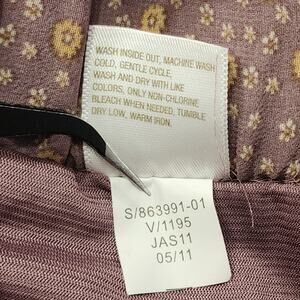 WASH INSIDE OUT, MACHINE WASH
COLD, GENTLE CYCLE,
WASH AND DRY WITH LIKE
COLORS, ONLY NON-CHLORINE
BLEACH WHEN NEEDED, TUMBLE
DRY LOW, WARM IRON.
S/863991-01
V/1195
JAS11
05/11